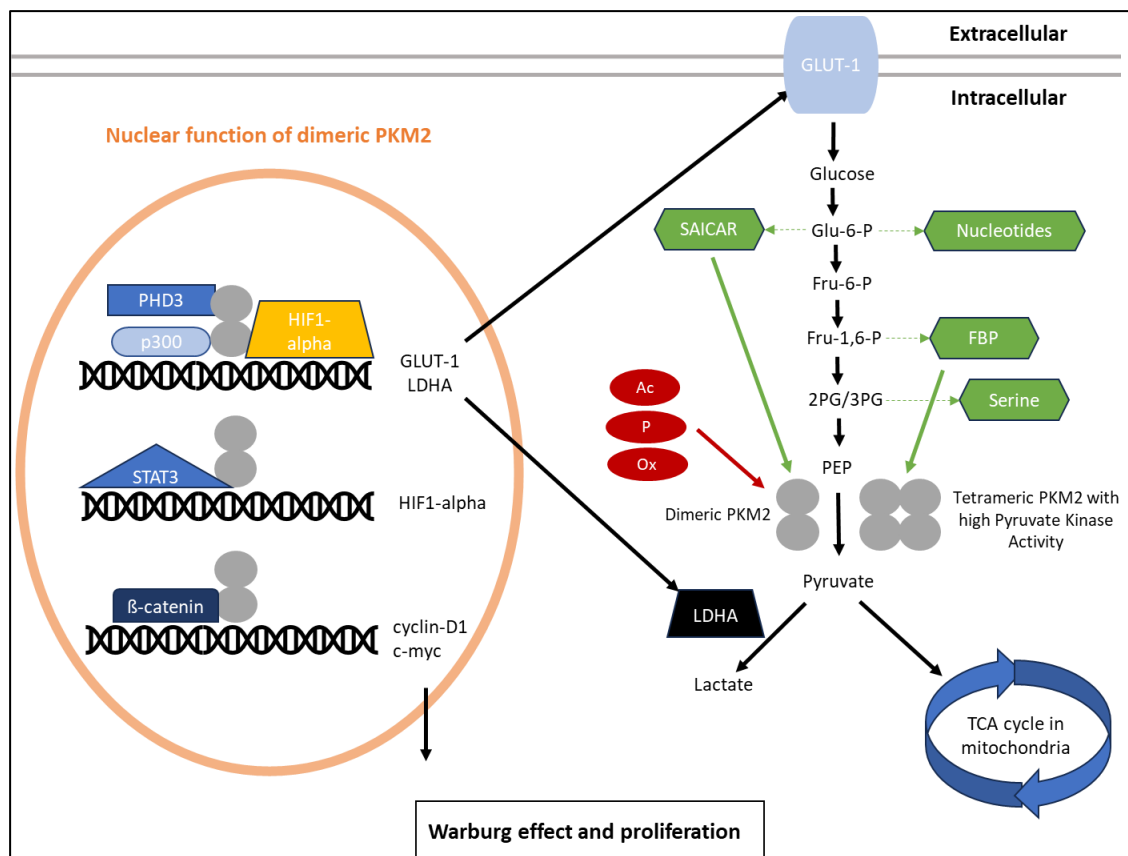 Extracellular
GLUT-1
Intracellular
Nuclear function of dimeric PKM2
Glucose
SAICAR
Glu-6-P
Nucleotides
Fru-6-P
PHD3
p300
HIF1-
alpha
GLUT-1
LDHA
Fru-1,6-P
FBP
2PG/3PG
Serine
Ac
P
Ox
PEP
STAT3
HIF1-alpha
Dimeric PKM2
Tetrameric PKM2 with
high Pyruvate Kinase
Activity
Pyruvate
ß-catenin
cyclin-D1
c-myc
LDHA
Lactate
TCA cycle in
mitochondria
Warburg effect and proliferation